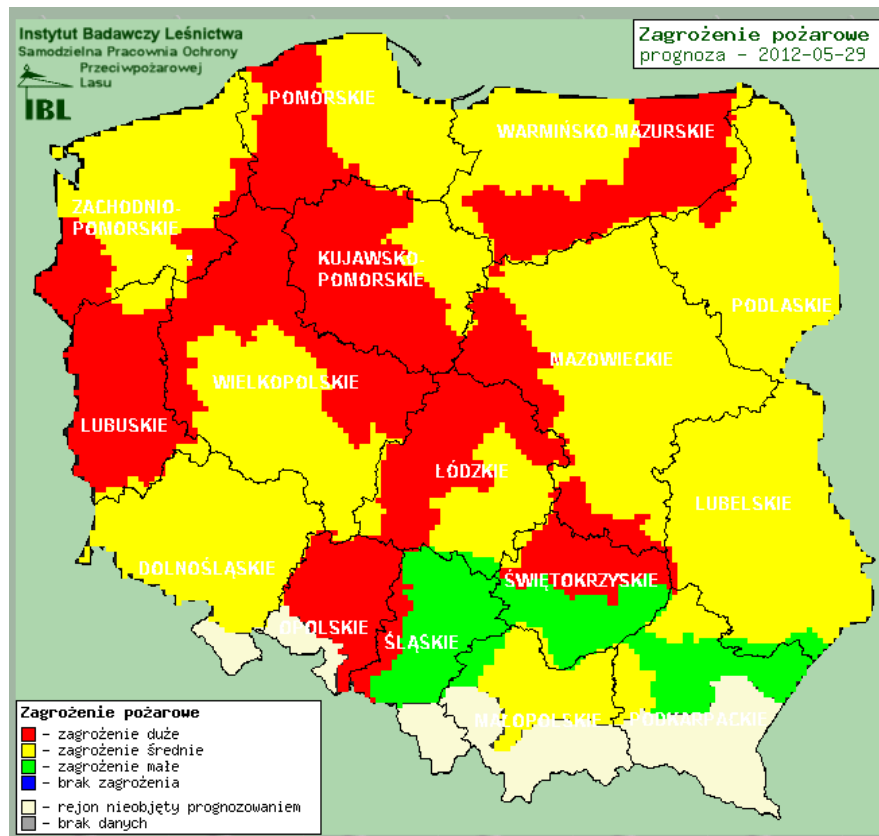 Instytut Badawczy Leśnictwa
Samodzielna Pracownia Ochrony
Przeciwpożarowej
Lasu
IBL
Zagrożenie pożarowe
prognoza - 2012-05-29
POMORSKIE
WARMIŃSKO-MAZURSKIE
ZACHODNIO-
POMORSKIE
KUJAWSKO-
POMORSKIE
PODLASKIE
MAZOWIECKIE
WIELKOPOLSKIE
LUBUSKIE
ŁÓDZKIE
LUBELSKIE
DOLNOŚLĄSKIE
ŚWIĘTOKRZYSKIE
OPOLSKIE
ŚLĄSKIE
MAŁOPOLSKIE
PODKARPACKIE
Zagrożenie pożarowe
- zagrożenie duże
- zagrożenie średnie
- zagrożenie małe
- brak zagrożenia
- rejon nieobjęty prognozowaniem
- brak danych